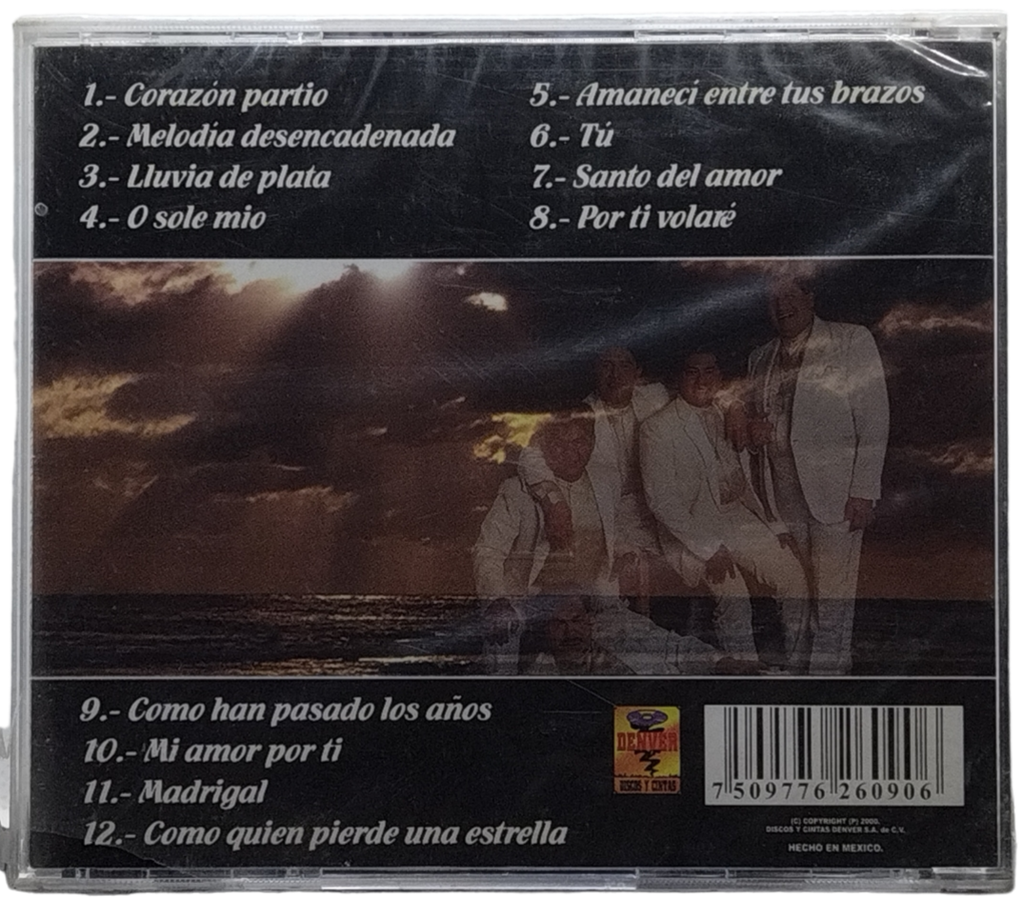 1.- Corazón partio
2.- Melodía desencadenada
3.- Lluvia de plata
4.- O sole mio
5.- Amanecí entre tus brazos
6.- Tú
7.- Santo del amor
8.- Por ti volaré
9.- Como han pasado los años
10.- Mi amor por ti
11.- Madrigal
12.- Como quien pierde una estrella
DENVER
DISCOS Y CINTAS
7 509776 260906
(C) COPYRIGHT (P) 2000.
DISCOS Y CINTAS DENVER S.A. de C.V.
HECHO EN MEXICO.